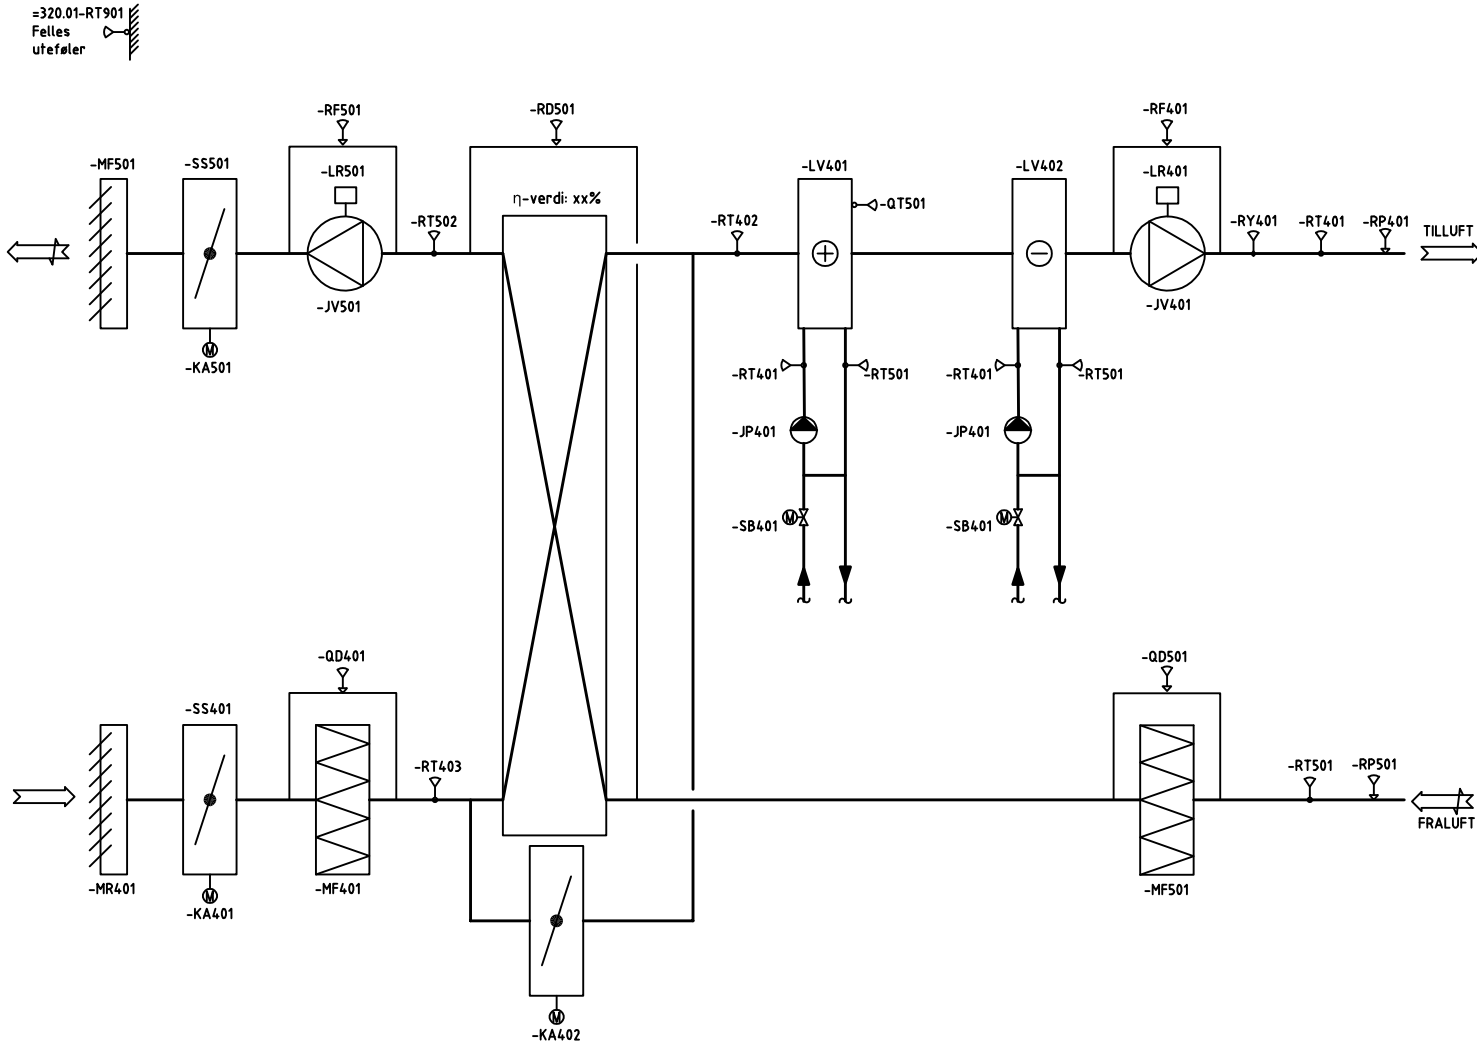 =320.01-RT901
Felles
uteføler
-RF501
-RD501
-RF401
-MF501
-SS501
-LR501
-LV401
-LV402
-LR401
η-verdi: xx%
-QT501
-RT502
-RT402
-RY401
-RT401
-RP401
TILLUFT
-JV501
-JV401
M
-KA501
-RT401
-RT501
-RT401
-RT501
-JP401
-JP401
M
-SB401
M
-SB401
-QD401
-QD501
-SS401
-RT403
-RT501
-RP501
FRALUFT
-MR401
-MF401
-MF501
M
-KA401
M
-KA402